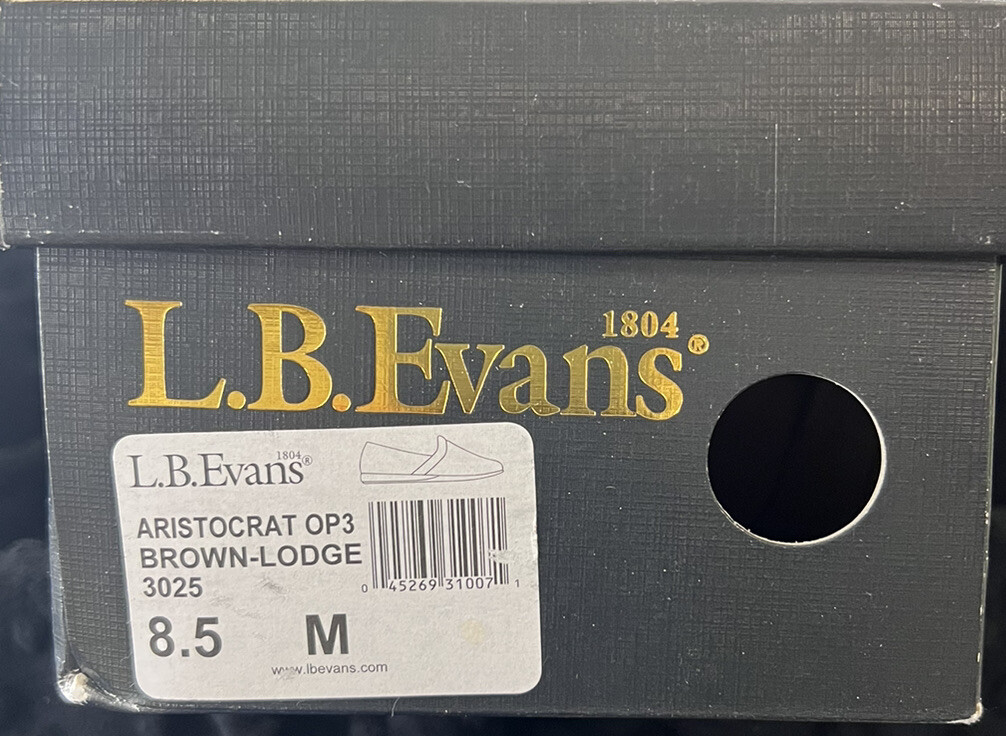 L.B.Evans 1804®
L.B.Evans 1804®
ARISTOCRAT OP3
BROWN-LODGE
3025
0 45269 31007 1
8.5 M
www.lbevans.com